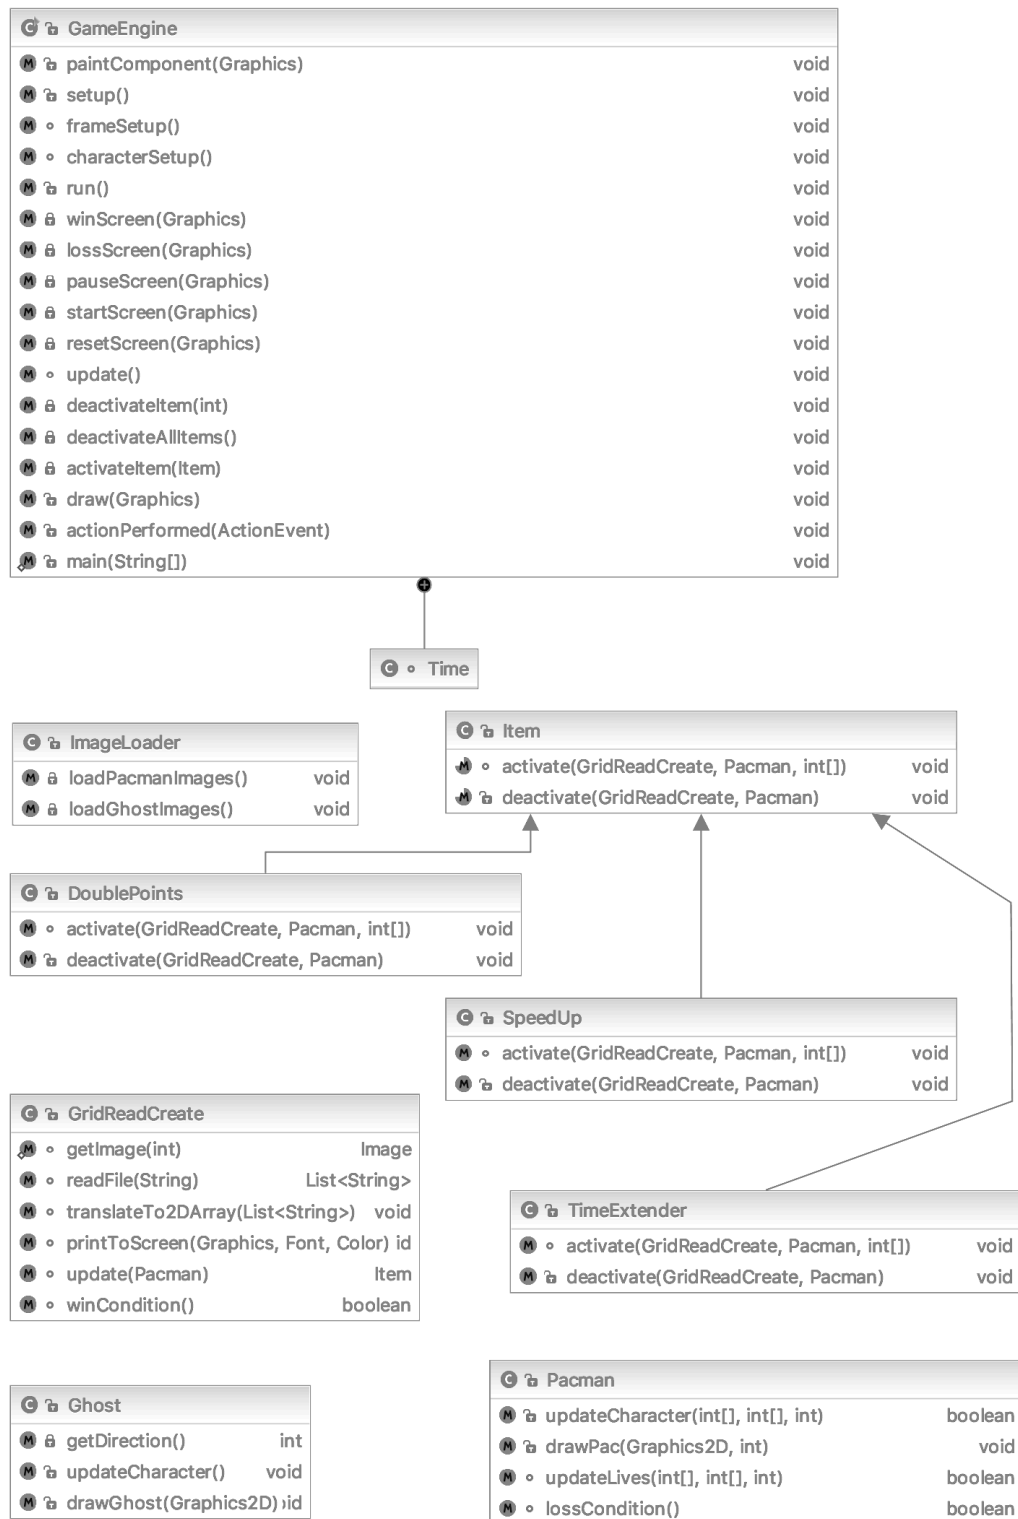 GameEngine
paintComponent(Graphics) void
setup() void
frameSetup() void
characterSetup() void
run() void
winScreen(Graphics) void
lossScreen(Graphics) void
pauseScreen(Graphics) void
startScreen(Graphics) void
resetScreen(Graphics) void
update() void
deactivateItem(int) void
deactivateAllItems() void
activateItem(Item) void
draw(Graphics) void
actionPerformed(ActionEvent) void
main(String[]) void
Time
ImageLoader
loadPacmanImages() void
loadGhostImages() void
Item
activate(GridReadCreate, Pacman, int[]) void
deactivate(GridReadCreate, Pacman) void
DoublePoints
activate(GridReadCreate, Pacman, int[]) void
deactivate(GridReadCreate, Pacman) void
SpeedUp
activate(GridReadCreate, Pacman, int[]) void
deactivate(GridReadCreate, Pacman) void
GridReadCreate
getImage(int) Image
readFile(String) List<String>
translateTo2DArray(List<String>) void
printToScreen(Graphics, Font, Color) id
update(Pacman) Item
winCondition() boolean
TimeExtender
activate(GridReadCreate, Pacman, int[]) void
deactivate(GridReadCreate, Pacman) void
Ghost
getDirection() int
updateCharacter() void
drawGhost(Graphics2D) id
Pacman
updateCharacter(int[], int[], int) boolean
drawPac(Graphics2D, int) void
updateLives(int[], int[], int) boolean
lossCondition() boolean